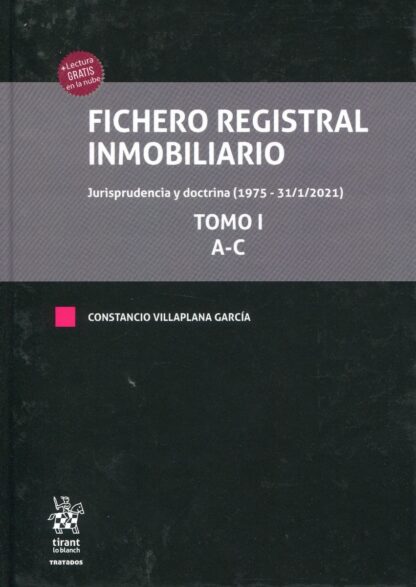 +Lectura
GRATIS
en la nube
FICHERO REGISTRAL
INMOBILIARIO
Jurisprudencia y doctrina (1975 - 31/1/2021)
TOMO I
A-C
CONSTANCIO VILLAPLANA GARCÍA
tirant
lo blanch
TRATADOS